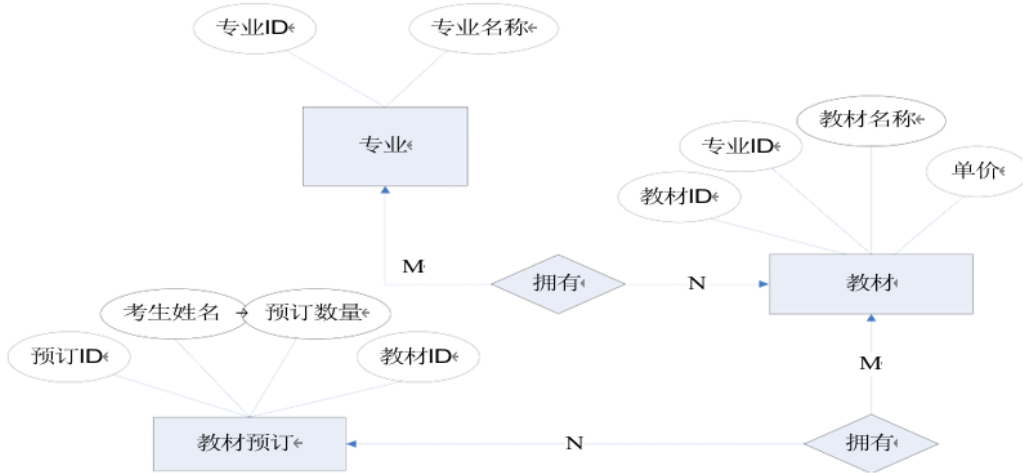 专业ID
专业名称
教材名称
专业ID
单价
专业
教材ID
M
拥有
N
教材
考生姓名
预订数量
预订ID
教材ID
M
教材预订
N
拥有